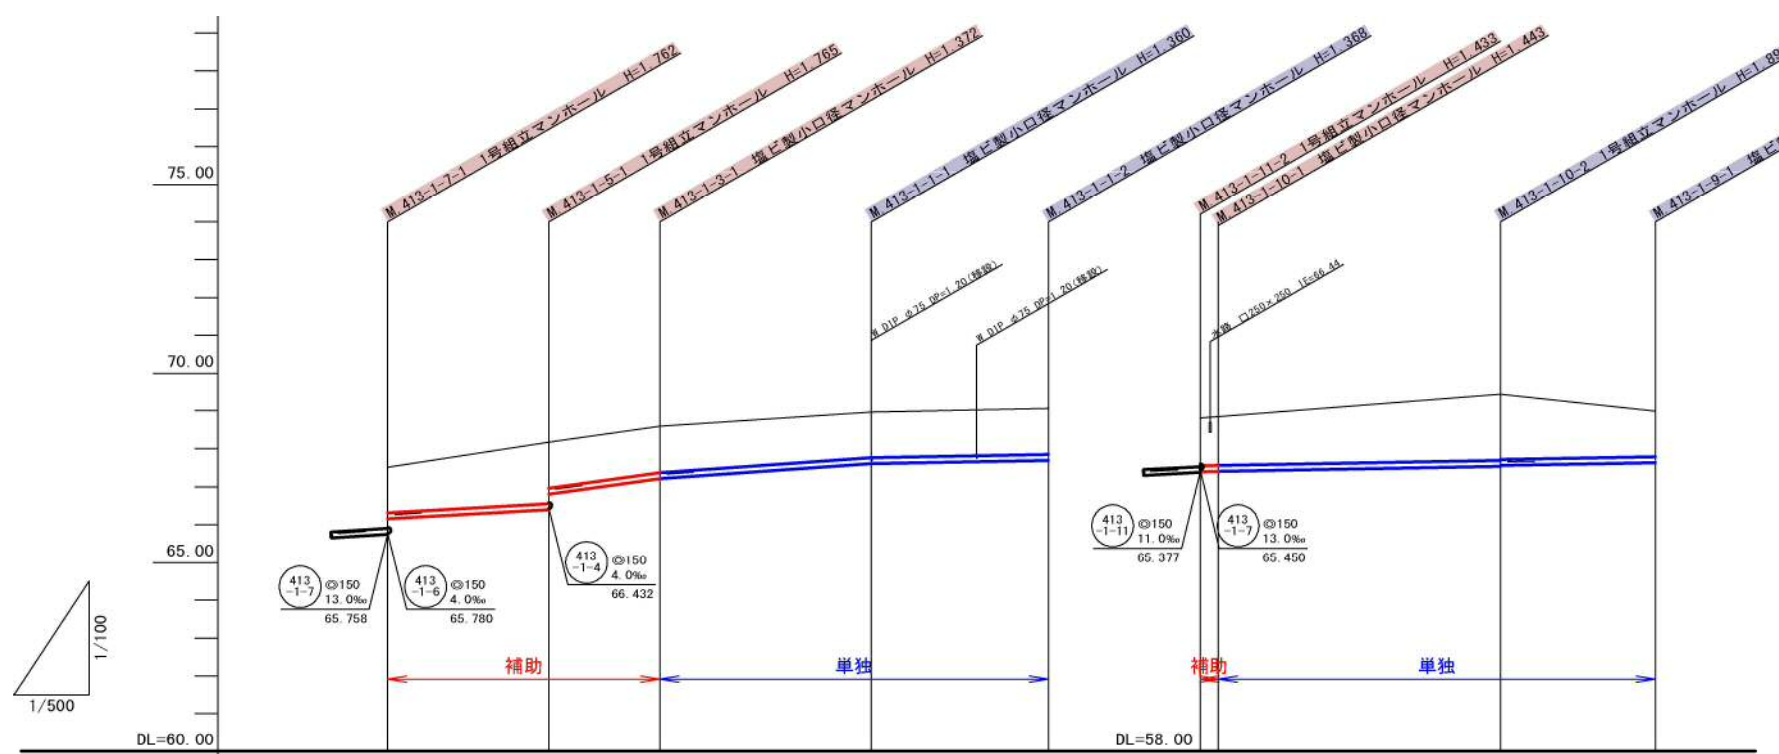 M.413-1-7-1 1号組立マンホール H=1.762
M.413-1-5-1 1号組立マンホール H=1.765
M.413-1-3-1 塩ビ製小口径マンホール H=1.372
M.413-1-1-1 塩ビ製小口径マンホール H=1.360
M.413-1-1-2 塩ビ製小口径マンホール H=1.368
M.413-1-11-2 1号組立マンホール H=1.433
M.413-1-10-1 塩ビ製小口径マンホール H=1.443
M.413-1-10-2 1号組立マンホール H=1.89
M.413-1-9-1 塩ビ
75.00
W DIP φ75 DP=1.20(移設)
W DIP φ75 DP=1.20(移設)
水路 □250×250 IE=66.44
70.00
65.00
413
-1-7
◎150
13.0‰
65.758
413
-1-6
◎150
4.0‰
65.780
413
-1-4
◎150
4.0‰
66.432
413
-1-11
◎150
11.0‰
65.377
413
-1-7
◎150
13.0‰
65.450
1/100
1/500
補助
単独
補助
単独
DL=60.00
DL=58.00